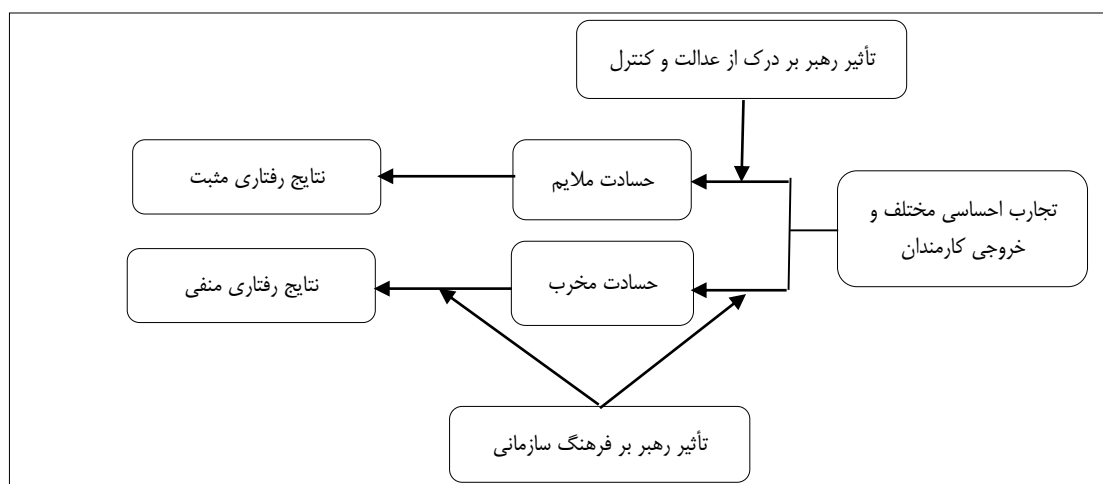 تأثیر رهبر بر درک از عدالت و کنترل
تجارب احساسی مختلف و
خروجی کارمندان
حسادت ملایم
نتایج رفتاری مثبت
حسادت مخرب
نتایج رفتاری منفی
تأثیر رهبر بر فرهنگ سازمانی